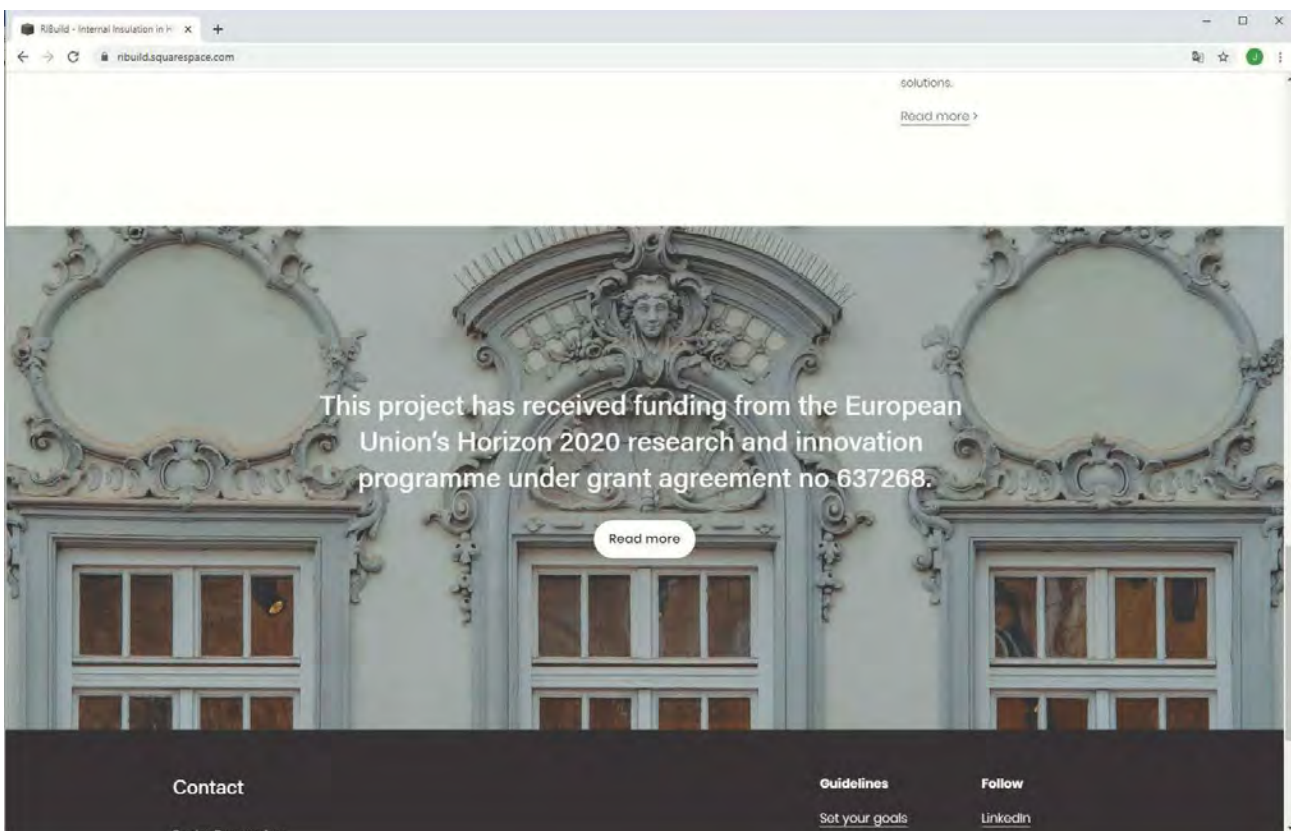 RiBuild - Internal Insulation in H
ribuild.squarespace.com
J
solutions.
Read more >
This project has received funding from the European
Union's Horizon 2020 research and innovation
programme under grant agreement no 637268.
Read more
Contact
Guidelines
Follow
Set your goals
LinkedIn